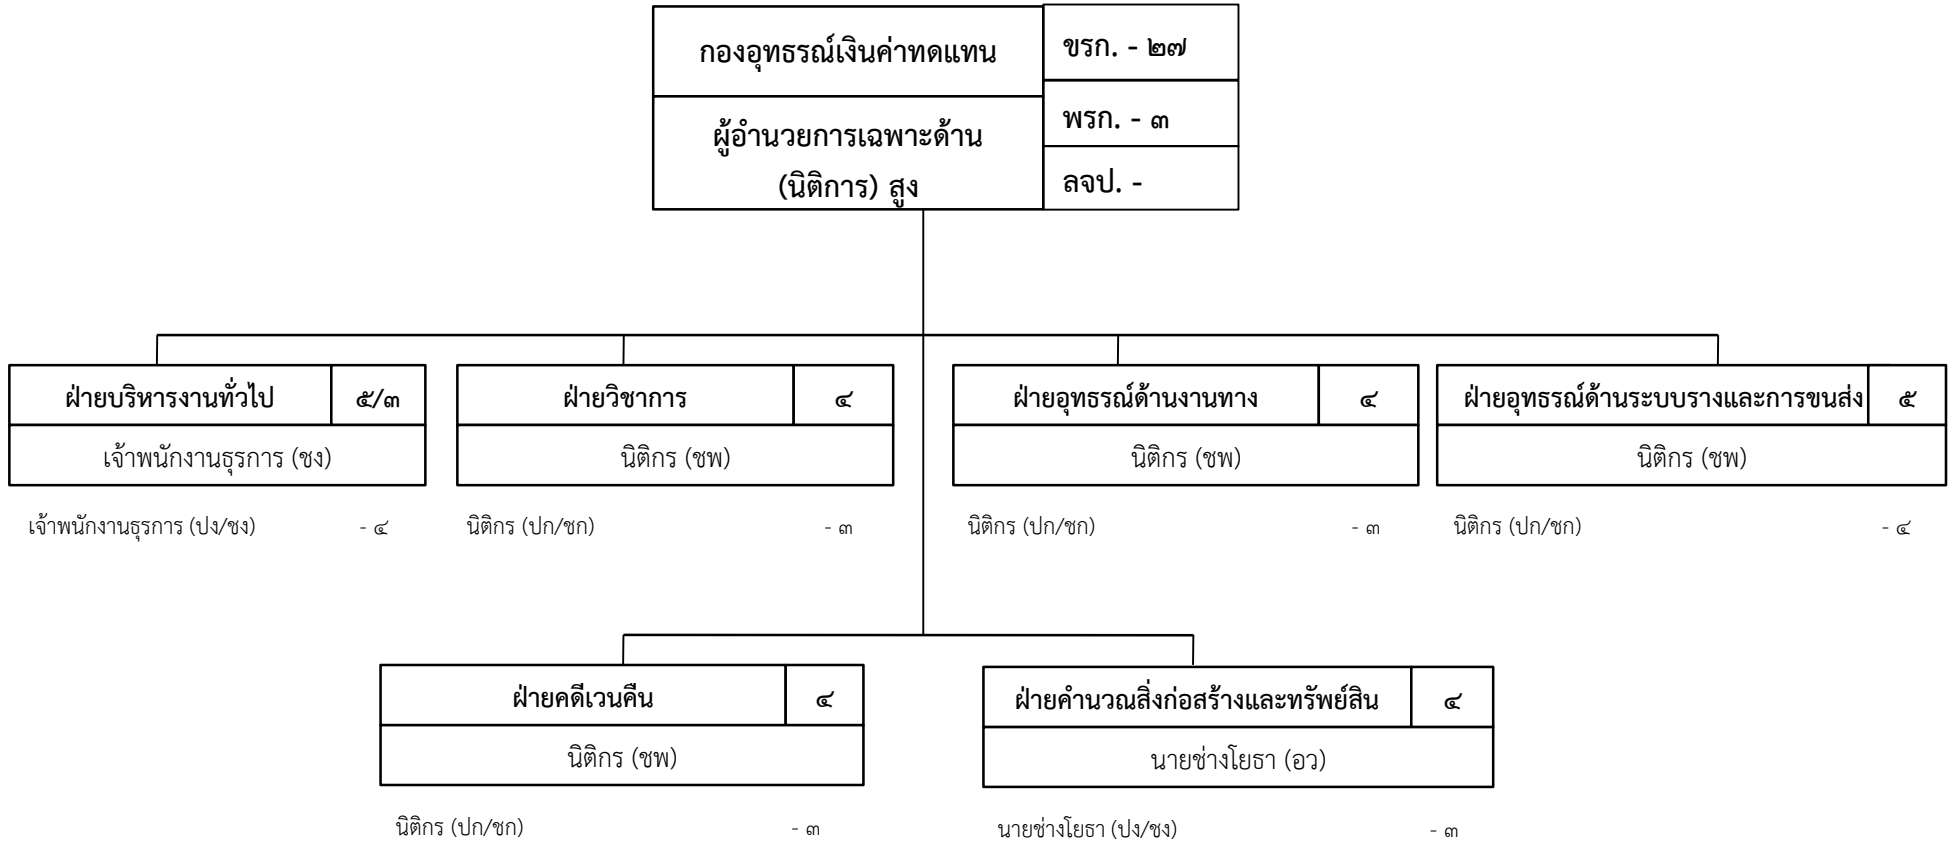 กองอุทธรณ์เงินค่าทดแทน
ขรก. - ๒๗
ผู้อำนวยการเฉพาะด้าน
(นิติการ) สูง
พรก. - ๓
ลจป. -
ฝ่ายบริหารงานทั่วไป ๕/๓
เจ้าพนักงานธุรการ (ชง)
เจ้าพนักงานธุรการ (ปง/ชง) - ๔
ฝ่ายวิชาการ ๔
นิติกร (ชพ)
นิติกร (ปก/ชก) - ๓
ฝ่ายอุทธรณ์ด้านงานทาง ๔
นิติกร (ชพ)
นิติกร (ปก/ชก) - ๓
ฝ่ายอุทธรณ์ด้านระบบรางและการขนส่ง ๕
นิติกร (ชพ)
นิติกร (ปก/ชก) - ๔
ฝ่ายคดีเวนคืน ๔
นิติกร (ชพ)
นิติกร (ปก/ชก) - ๓
ฝ่ายคำนวณสิ่งก่อสร้างและทรัพย์สิน ๔
นายช่างโยธา (อว)
นายช่างโยธา (ปง/ชง) - ๓